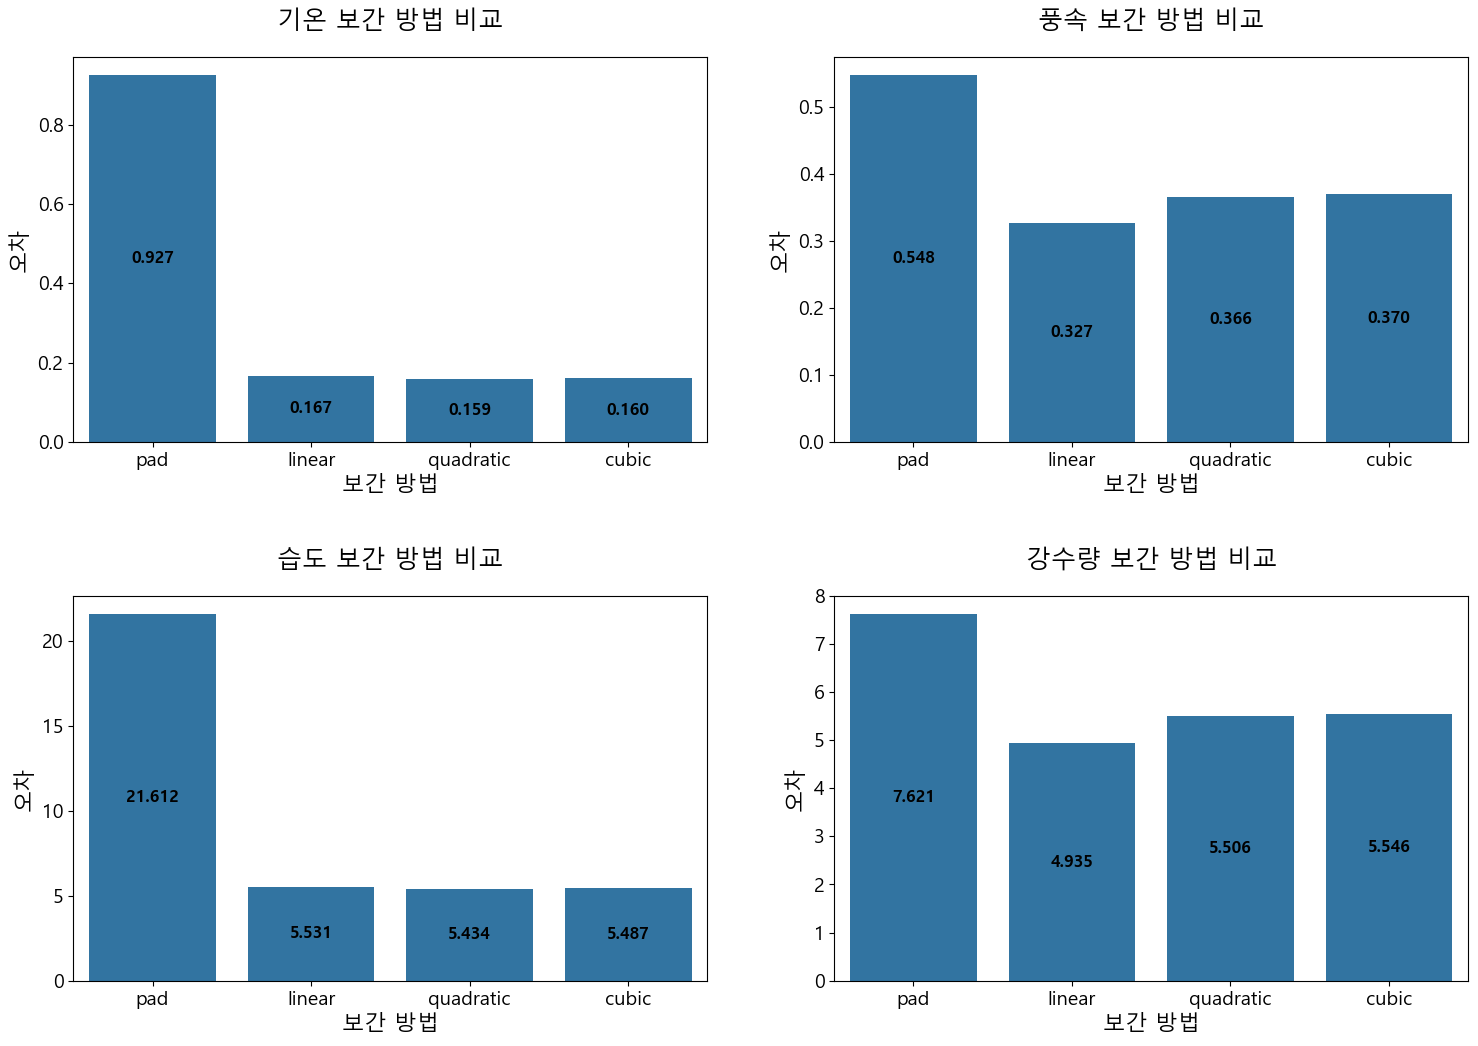 기온 보간 방법 비교
오차
0.8
0.6
0.4
0.2
0.0
0.927
0.167
0.159
0.160
pad
linear
quadratic
cubic
보간 방법
풍속 보간 방법 비교
오차
0.5
0.4
0.3
0.2
0.1
0.0
0.548
0.327
0.366
0.370
pad
linear
quadratic
cubic
보간 방법
습도 보간 방법 비교
오차
20
15
10
5
0
21.612
5.531
5.434
5.487
pad
linear
quadratic
cubic
보간 방법
강수량 보간 방법 비교
오차
8
7
6
5
4
3
2
1
0
7.621
4.935
5.506
5.546
pad
linear
quadratic
cubic
보간 방법